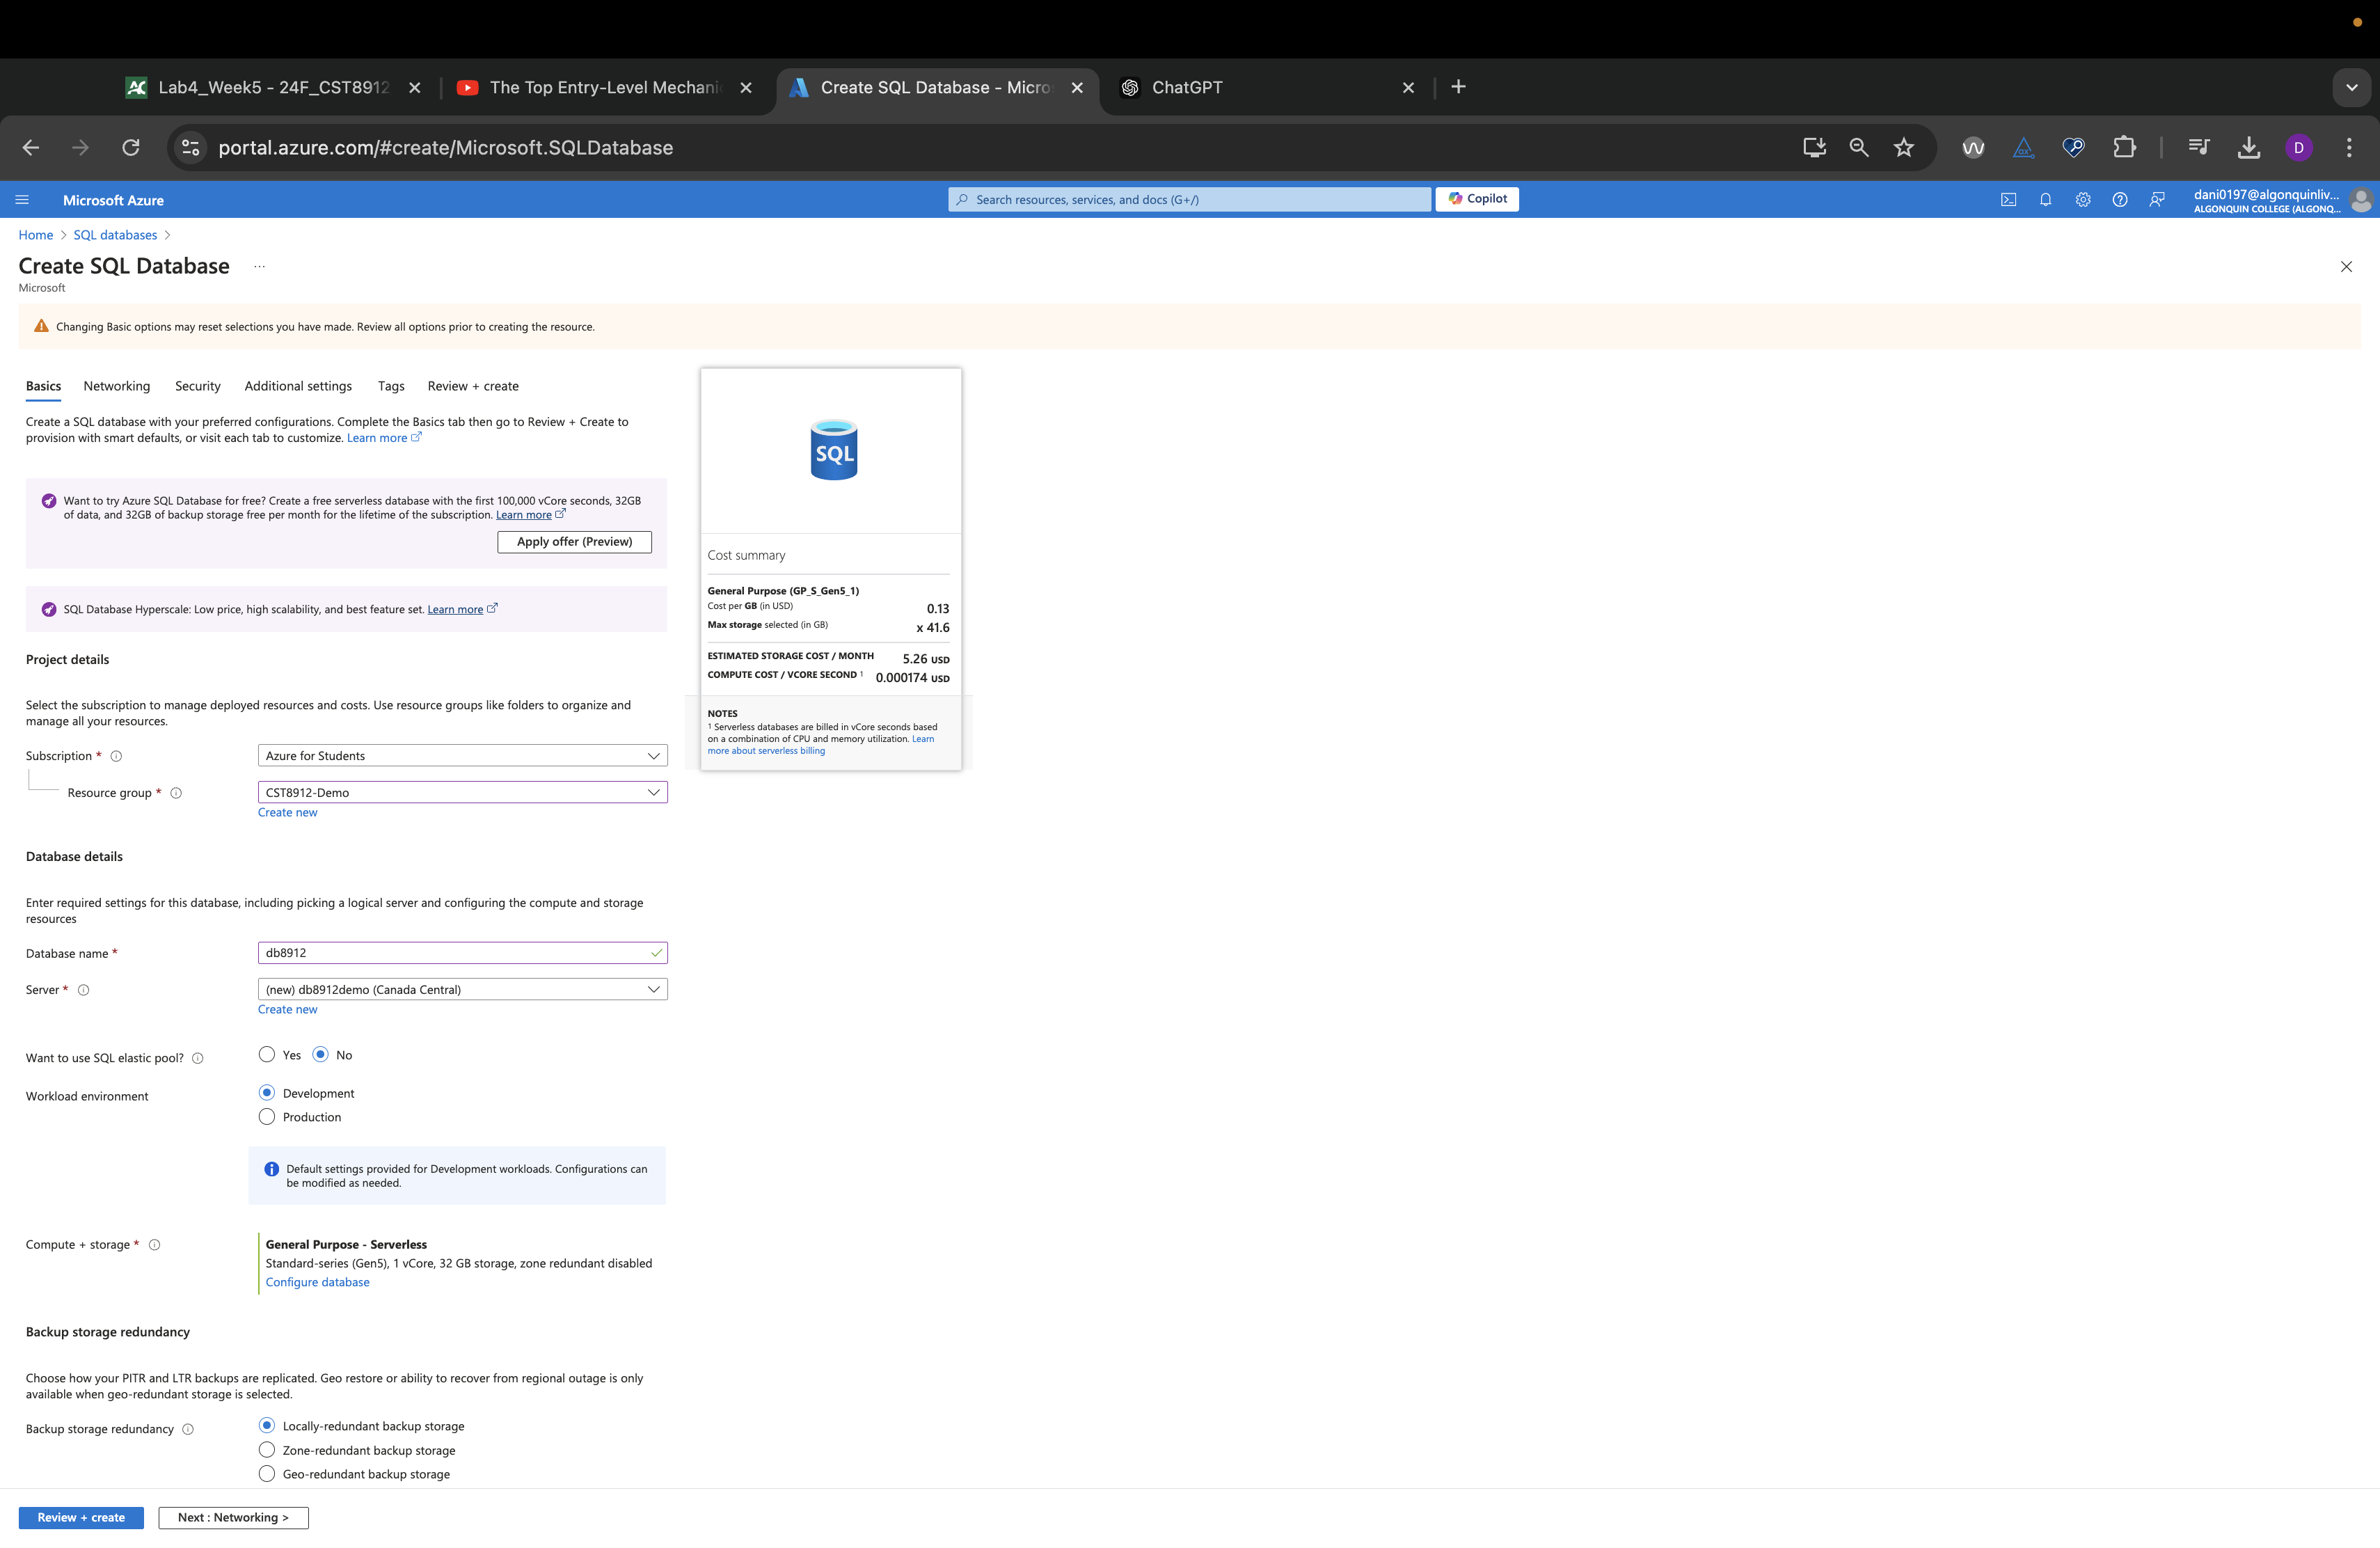 Lab4_Week5 - 24F_CST8912
The Top Entry-Level Mechani
Create SQL Database - Micro
ChatGPT
portal.azure.com/#create/Microsoft.SQLDatabase
D
Microsoft Azure
Search resources, services, and docs (G+/)
Copilot
dani0197@algonquinliv...
ALGONQUIN COLLEGE (ALGONQ...
Home > SQL databases >
Create SQL Database ...
Microsoft
Changing Basic options may reset selections you have made. Review all options prior to creating the resource.
Basics Networking Security Additional settings Tags Review + create
Create a SQL database with your preferred configurations. Complete the Basics tab then go to Review + Create to
provision with smart defaults, or visit each tab to customize. Learn more
Want to try Azure SQL Database for free? Create a free serverless database with the first 100,000 vCore seconds, 32GB
of data, and 32GB of backup storage free per month for the lifetime of the subscription. Learn more
Apply offer (Preview)
SQL Database Hyperscale: Low price, high scalability, and best feature set. Learn more
Project details
Select the subscription to manage deployed resources and costs. Use resource groups like folders to organize and
manage all your resources.
Subscription *
Azure for Students
Resource group *
CST8912-Demo
Create new
Database details
Enter required settings for this database, including picking a logical server and configuring the compute and storage
resources
Database name *
db8912
Server *
(new) db8912demo (Canada Central)
Create new
Want to use SQL elastic pool?
Yes No
Workload environment
Development
Production
Default settings provided for Development workloads. Configurations can
be modified as needed.
Compute + storage *
General Purpose - Serverless
Standard-series (Gen5), 1 vCore, 32 GB storage, zone redundant disabled
Configure database
Backup storage redundancy
Choose how your PITR and LTR backups are replicated. Geo restore or ability to recover from regional outage is only
available when geo-redundant storage is selected.
Backup storage redundancy
Locally-redundant backup storage
Zone-redundant backup storage
Geo-redundant backup storage
Review + create
Next : Networking >
SQL
Cost summary
General Purpose (GP_S_Gen5_1)
Cost per GB (in USD) 0.13
Max storage selected (in GB) x 41.6
ESTIMATED STORAGE COST / MONTH 5.26 USD
COMPUTE COST / VCORE SECOND 1 0.000174 USD
NOTES
1 Serverless databases are billed in vCore seconds based
on a combination of CPU and memory utilization. Learn
more about serverless billing